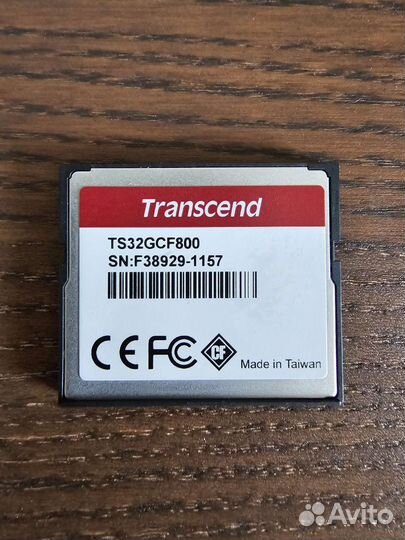 Transcend
TS32GCF800
SN:F38929-1157
CE FC CF Made in Taiwan
Avito